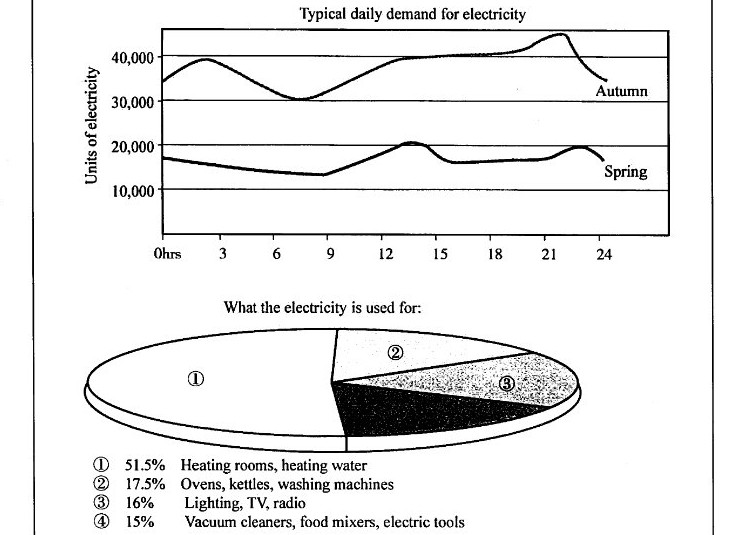 Typical daily demand for electricity
Units of electricity
40,000
30,000
20,000
10,000
Autumn
Spring
0hrs 3 6 9 12 15 18 21 24
What the electricity is used for:
①
②
③
① 51.5% Heating rooms, heating water
② 17.5% Ovens, kettles, washing machines
③ 16% Lighting, TV, radio
④ 15% Vacuum cleaners, food mixers, electric tools